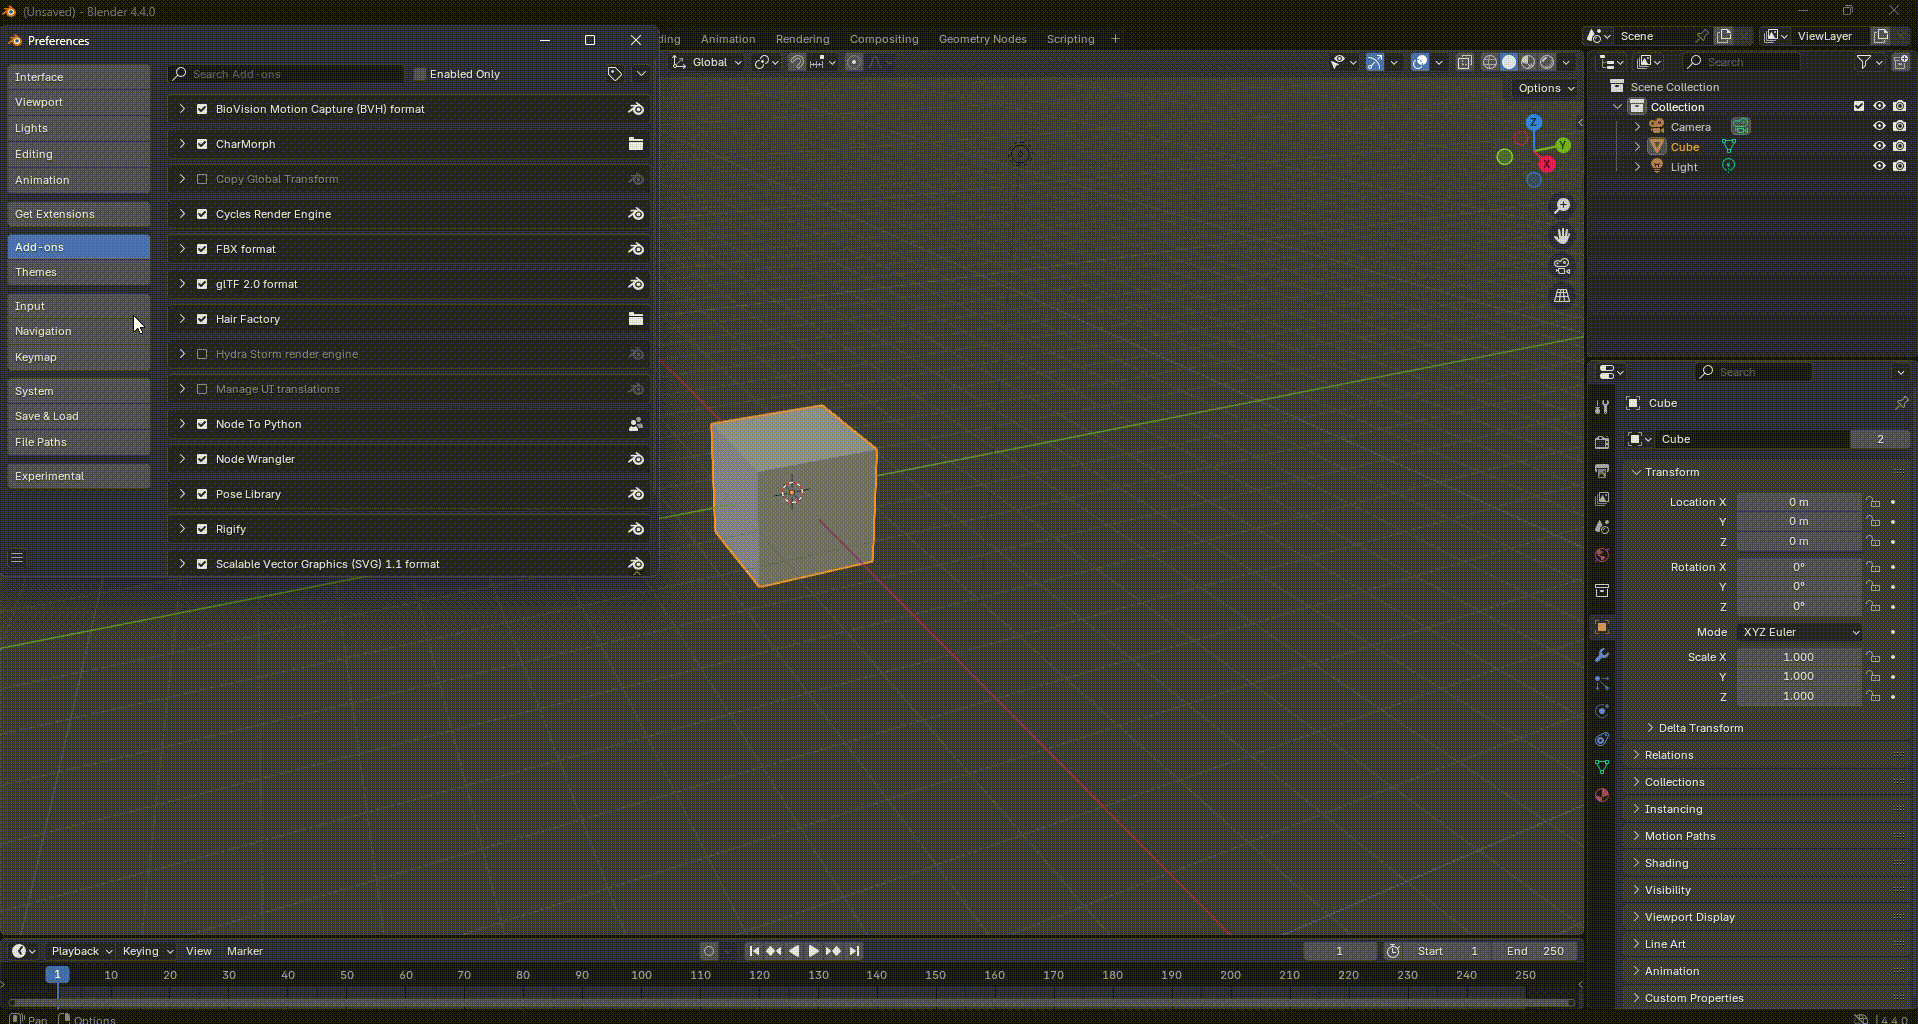 (Unsaved) - Blender 4.4.0
Preferences
Interface
Viewport
Lights
Editing
Animation
Get Extensions
Add-ons
Themes
Input
Navigation
Keymap
System
Save & Load
File Paths
Experimental
Search Add-ons
Enabled Only
BioVision Motion Capture (BVH) format
CharMorph
Copy Global Transform
Cycles Render Engine
FBX format
glTF 2.0 format
Hair Factory
Hydra Storm render engine
Manage UI translations
Node To Python
Node Wrangler
Pose Library
Rigify
Scalable Vector Graphics (SVG) 1.1 format
Animation Rendering Compositing Geometry Nodes Scripting +
Global
Options
Z
Y
X
Scene
ViewLayer
Search
Scene Collection
Collection
Camera
Cube
Light
Search
Cube
Cube 2
Transform
Location X 0 m
Y 0 m
Z 0 m
Rotation X 0°
Y 0°
Z 0°
Mode XYZ Euler
Scale X 1.000
Y 1.000
Z 1.000
Delta Transform
Relations
Collections
Instancing
Motion Paths
Shading
Visibility
Viewport Display
Line Art
Animation
Custom Properties
Playback Keying View Marker
1 Start 1 End 250
1 10 20 30 40 50 60 70 80 90 100 110 120 130 140 150 160 170 180 190 200 210 220 230 240 250
Pan Options
4.4.0